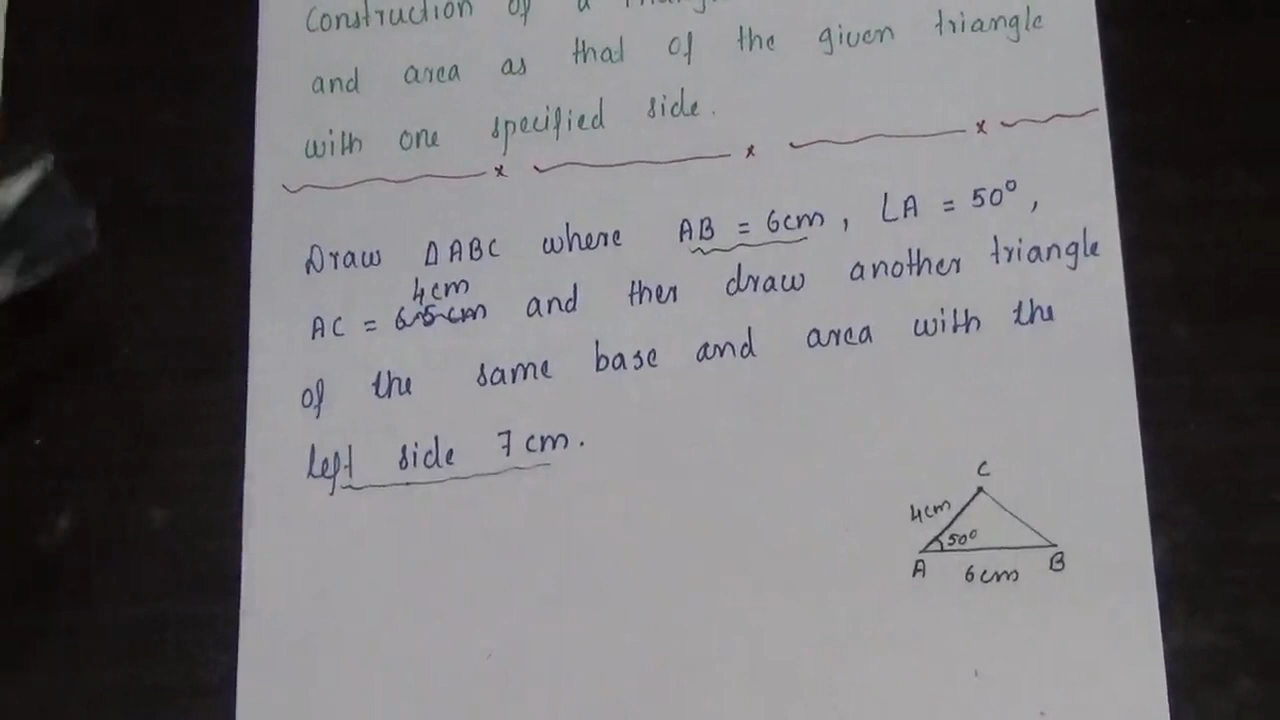 Construction of a
and area as that of the given triangle
with one specified side.
Draw ΔABC where AB = 6cm, ∠A = 50°,
4cm
AC = and then draw another triangle
of the same base and area with the
left side 7cm.
C
4cm
50°
A 6cm B